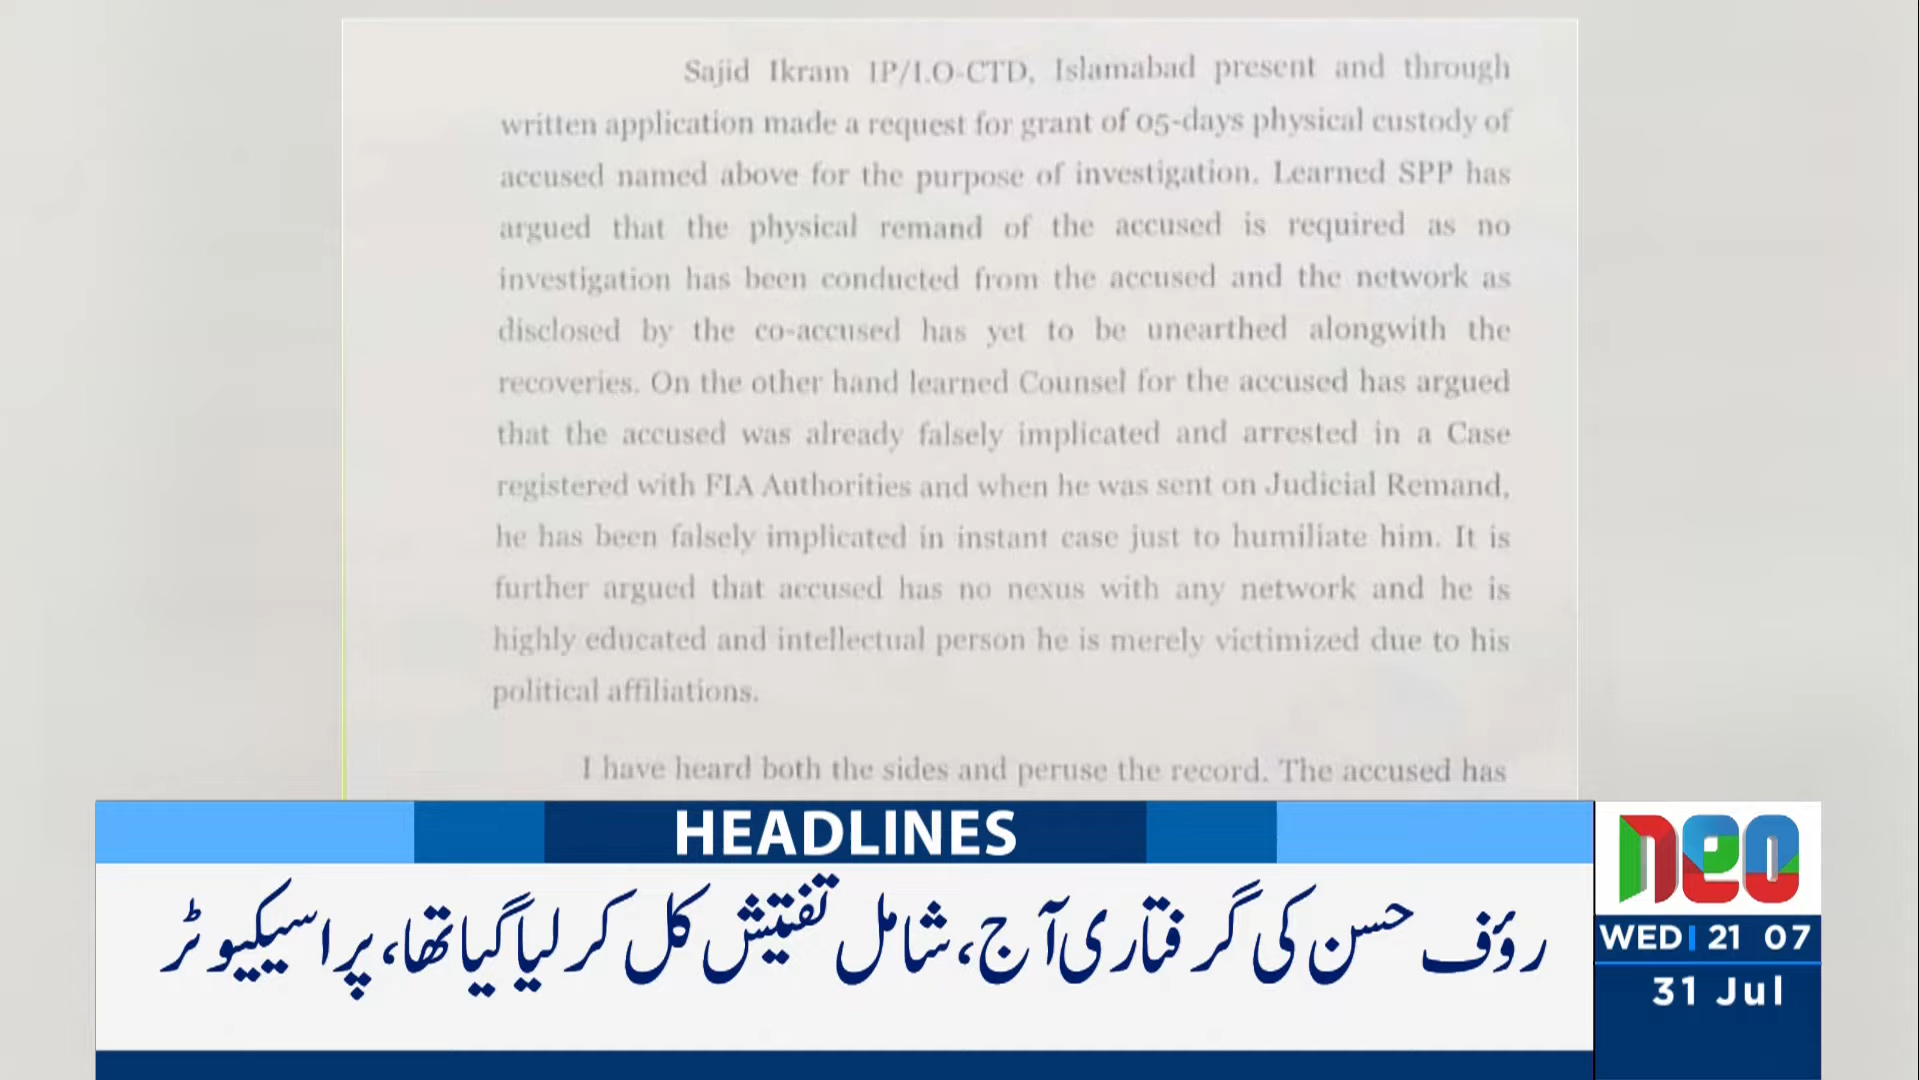 Sajid Ikram IP/I.O-CTD, Islamabad present and through
written application made a request for grant of 05-days physical custody of
accused named above for the purpose of investigation. Learned SPP has
argued that the physical remand of the accused is required as no
investigation has been conducted from the accused and the network as
disclosed by the co-accused has yet to be unearthed alongwith the
recoveries. On the other hand learned Counsel for the accused has argued
that the accused was already falsely implicated and arrested in a Case
registered with FIA Authorities and when he was sent on Judicial Remand,
he has been falsely implicated in instant case just to humiliate him. It is
further argued that accused has no nexus with any network and he is
highly educated and intellectual person he is merely victimized due to his
political affiliations.
I have heard both the sides and peruse the record. The accused has
HEADLINES
رؤف حسن کی گرفتاری آج، شامل تفتیش کل کر لیا گیا تھا، پراسیکیوٹر
neo
WED 21 07
31 Jul